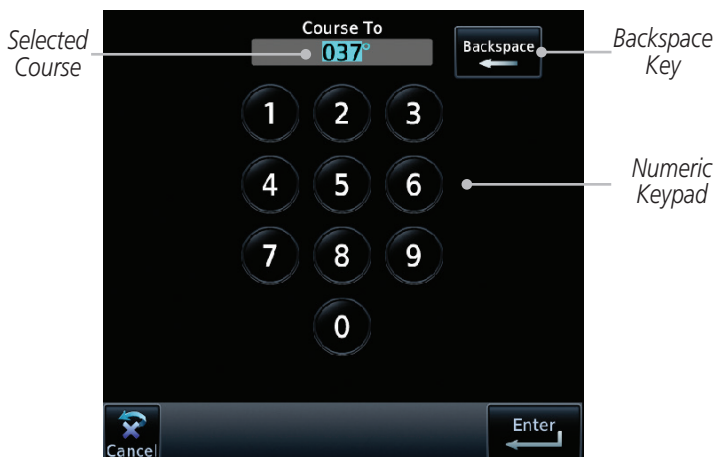 Course To
Selected
Course
037°
Backspace
Backspace
Key
1 2 3
4 5 6
Numeric
Keypad
7 8 9
0
Cancel
Enter